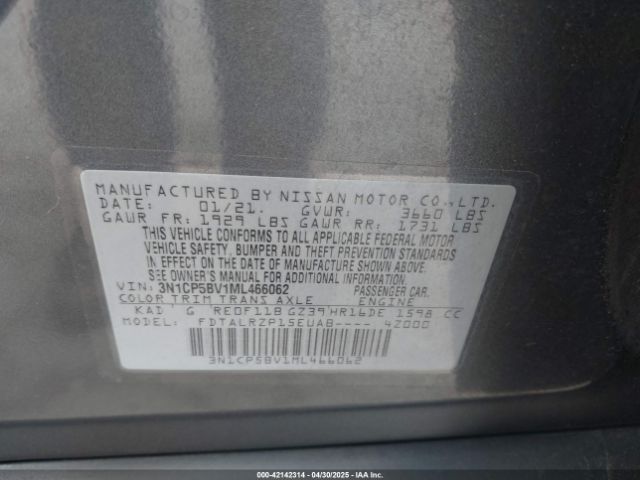 MANUFACTURED BY NISSAN MOTOR CO.,LTD.
DATE: 01/21. GVWR: 3660 LBS
GAWR FR: 1929 LBS GAWR RR: 1731 LBS
THIS VEHICLE CONFORMS TO ALL APPLICABLE FEDERAL MOTOR
VEHICLE SAFETY, BUMPER AND THEFT PREVENTION STANDARDS
IN EFFECT ON THE DATE OF MANUFACTURE SHOWN ABOVE.
SEE OWNER'S MANUAL FOR ADDITIONAL INFORMATION.
VIN: 3N1CP5BV1ML466062 PASSENGER CAR.
COLOR TRIM TRANS AXLE ENGINE
KAD G RE0F11B GZ39 HR16DE 1598 CC
MODEL: FDTALRZP15EUAB---- 4Z000
3N1CP5BV1ML466062
000-42142314 - 04/30/2025 - IAA Inc.